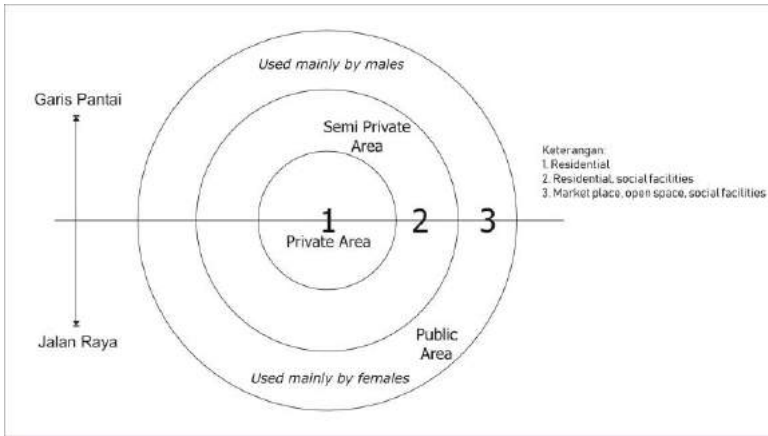 Used mainly by males
Garis Pantai
Semi Private
Area
Keterangan:
1. Residential
2. Residential, social facilities
3. Market place, open space, social facilities
1
2
3
Private Area
Jalan Raya
Public
Area
Used mainly by females